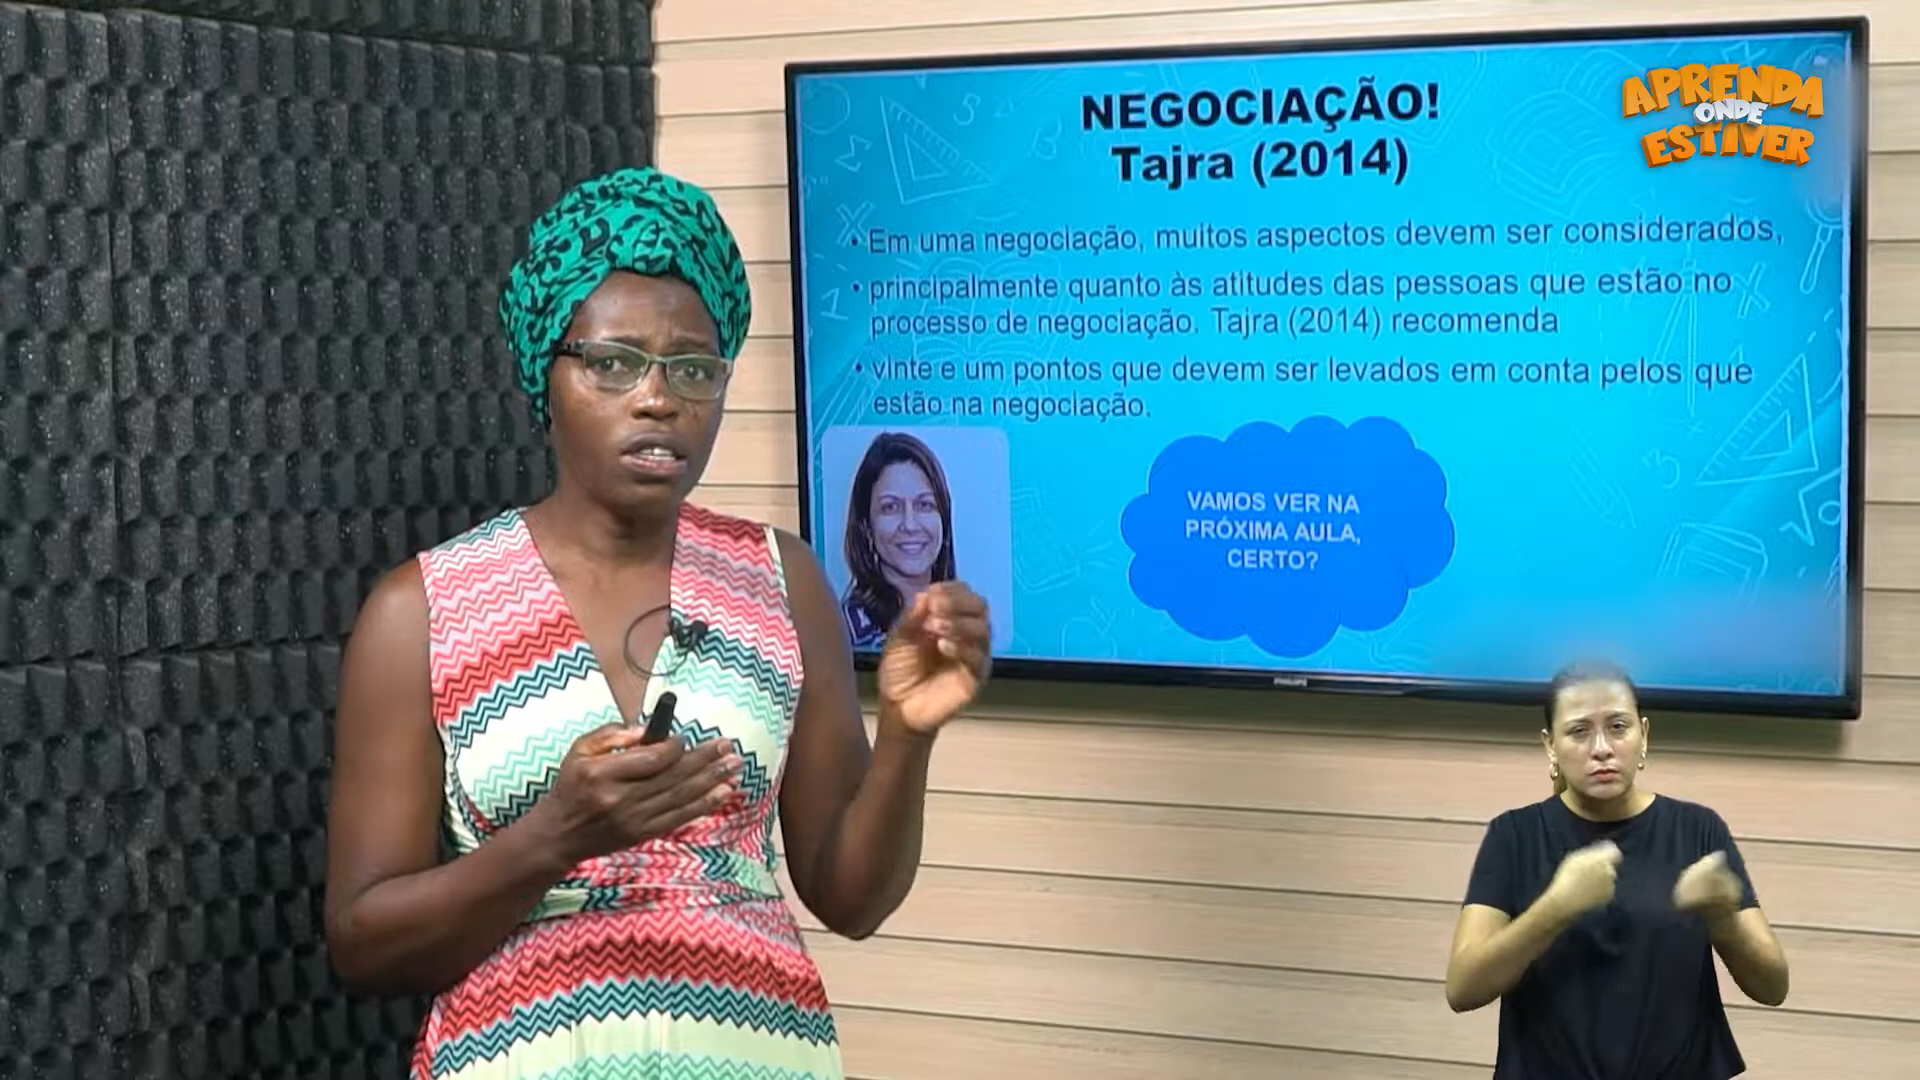 NEGOCIAÇÃO!
Tajra (2014)
APRENDA
ONDE
ESTIVER
• Em uma negociação, muitos aspectos devem ser considerados,
• principalmente quanto às atitudes das pessoas que estão no
processo de negociação. Tajra (2014) recomenda
• vinte e um pontos que devem ser levados em conta pelos que
estão na negociação.
VAMOS VER NA
PRÓXIMA AULA,
CERTO?
PHILIPS